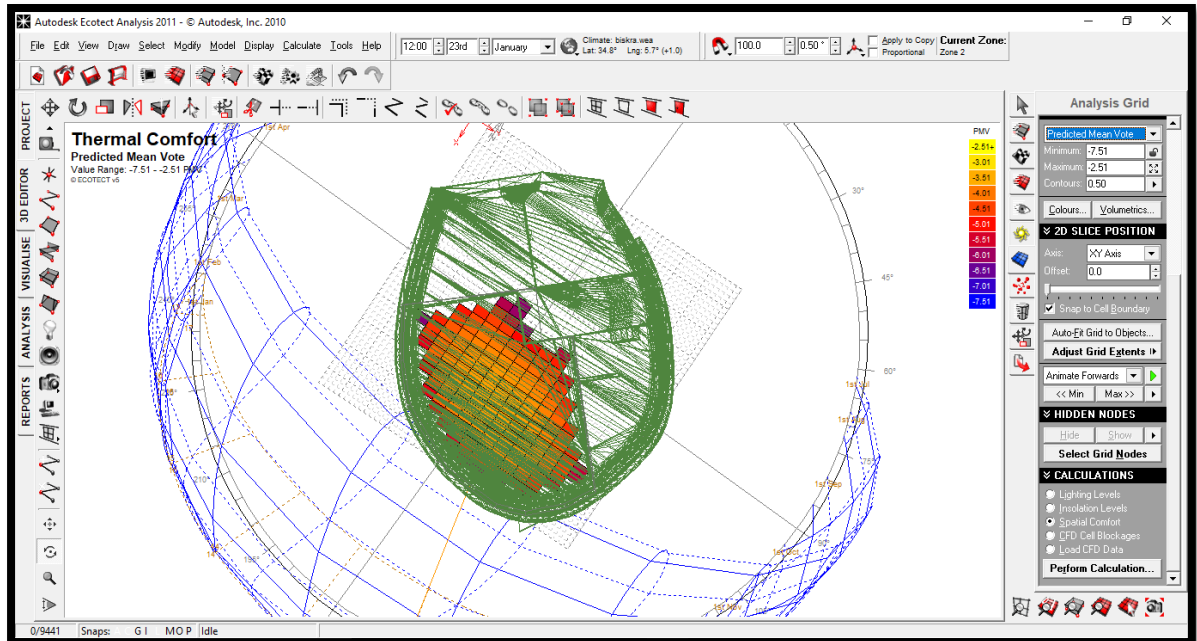 Autodesk Ecotect Analysis 2011 - © Autodesk, Inc. 2010
File Edit View Draw Select Modify Model Display Calculate Tools Help
12:00 23rd January
Climate: biskra.wea
Lat: 34.8° Lng: 5.7° (+1.0)
100.0 0.50°
Apply to Copy
Proportional
Current Zone:
Zone 2
PROJECT
3D EDITOR
VISUALISE
ANALYSIS
REPORTS
Thermal Comfort
Predicted Mean Vote
Value Range: -7.51 - -2.51 PMV
© ECOTECT v5
1st Apr
30°
45°
60°
1st Jul
1st Sep
1st Oct
1st Nov
210°
195°
PMV
-2.51+
-3.01
-3.51
-4.01
-4.51
-5.01
-5.51
-6.01
-6.51
-7.01
-7.51
Analysis Grid
Predicted Mean Vote
Minimum: -7.51
Maximum: -2.51
Contours: 0.50
Colours... Volumetrics...
2D SLICE POSITION
Axis: XY Axis
Offset: 0.0
Snap to Cell Boundary
Auto-Fit Grid to Objects...
Adjust Grid Extents
Animate Forwards
<< Min Max >>
HIDDEN NODES
Hide Show
Select Grid Nodes
CALCULATIONS
Lighting Levels
Insolation Levels
Spatial Comfort
CFD Cell Blockages
Load CFD Data
Perform Calculation...
0/9441 Snaps: G I M O P Idle